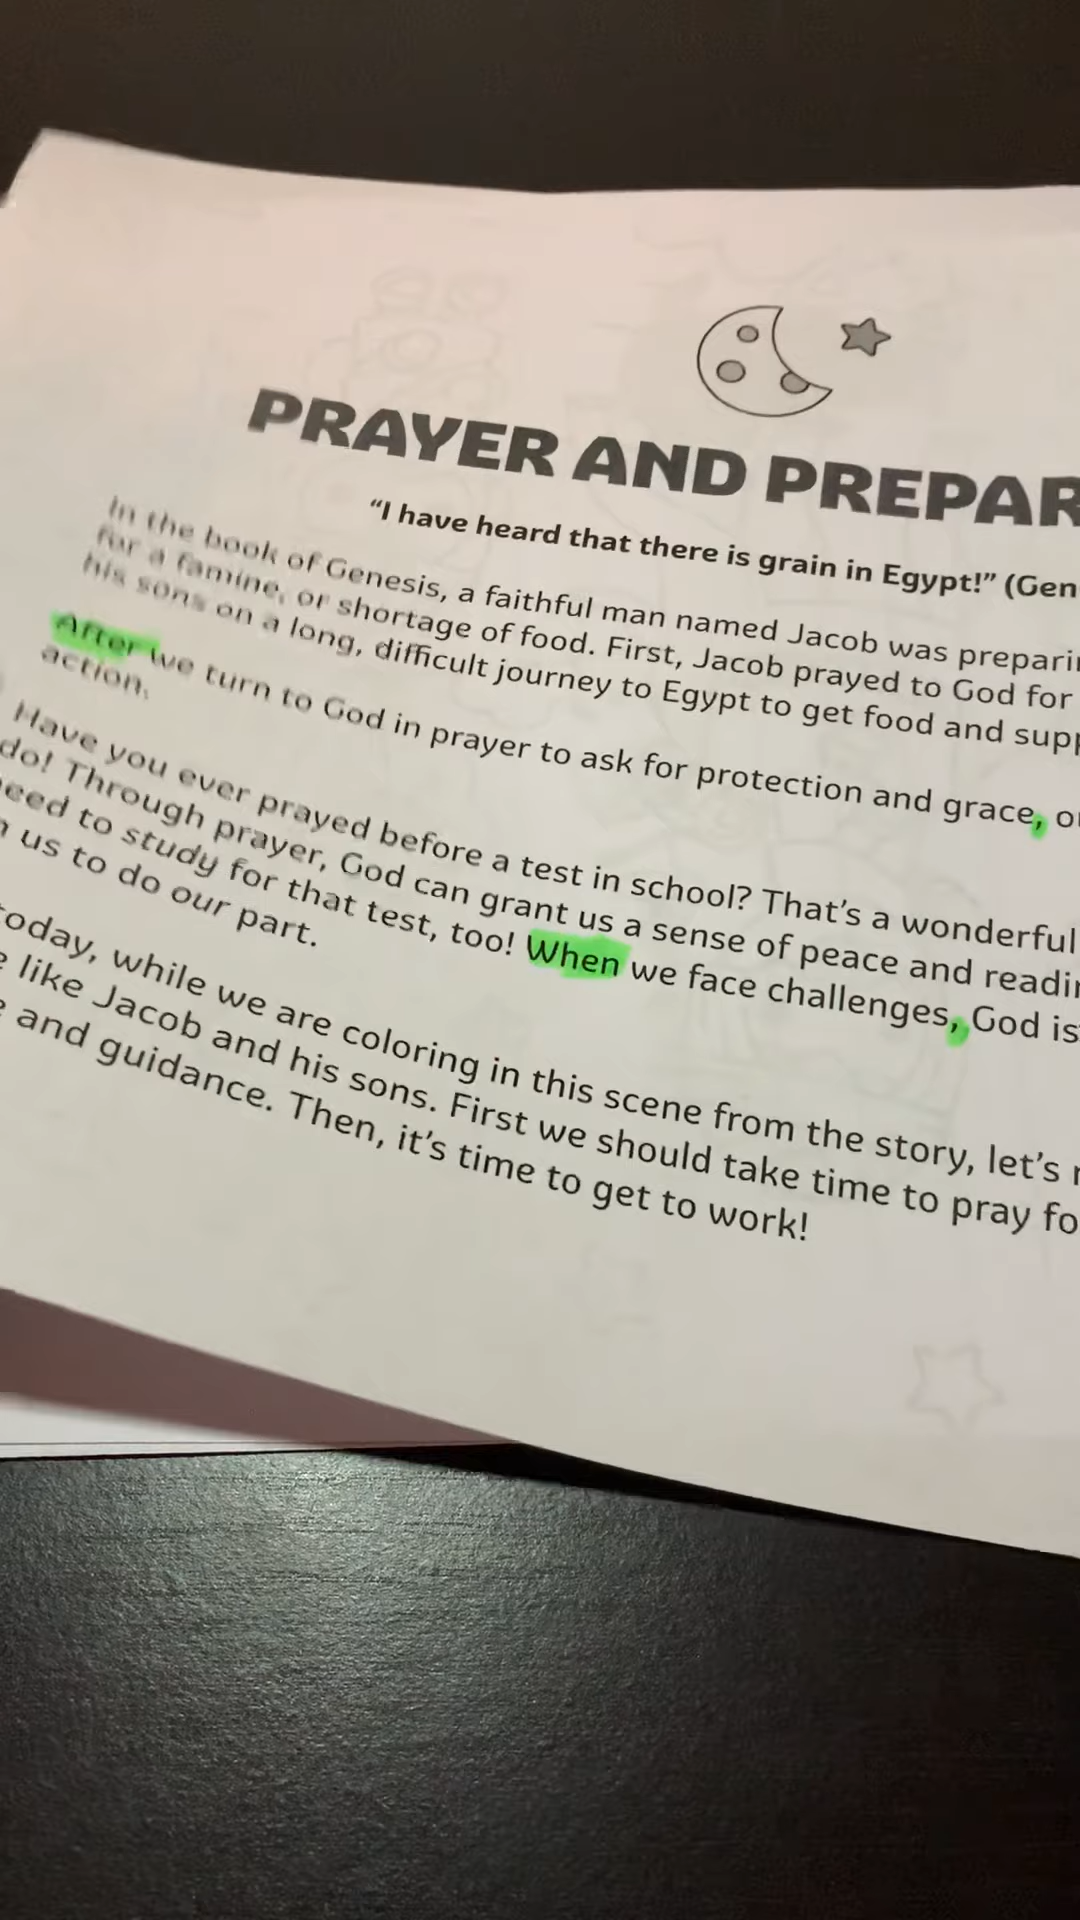 PRAYER AND PREPAR
“I have heard that there is grain in Egypt!” (Gen
In the book of Genesis, a faithful man named Jacob was preparin
for a famine, or shortage of food. First, Jacob prayed to God for
his sons on a long, difficult journey to Egypt to get food and supp
After we turn to God in prayer to ask for protection and grace, o
action.
Have you ever prayed before a test in school? That’s a wonderful
do! Through prayer, God can grant us a sense of peace and readin
eed to study for that test, too! When we face challenges, God is
us to do our part.
today, while we are coloring in this scene from the story, let’s
like Jacob and his sons. First we should take time to pray fo
and guidance. Then, it’s time to get to work!